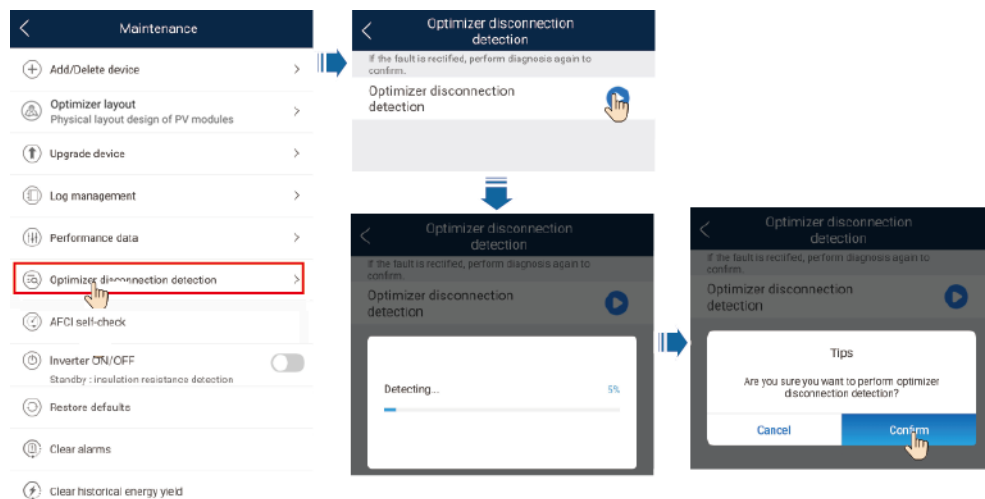 Maintenance
Add/Delete device
Optimizer layout
Physical layout design of PV modules
Upgrade device
Log management
Performance data
Optimizer disconnection detection
AFCI self-check
Inverter ON/OFF
Standby : insulation resistance detection
Restore defaults
Clear alarms
Clear historical energy yield
Optimizer disconnection
detection
If the fault is rectified, perform diagnosis again to
confirm.
Optimizer disconnection
detection
Optimizer disconnection
detection
If the fault is rectified, perform diagnosis again to
confirm.
Optimizer disconnection
detection
Detecting... 5%
Optimizer disconnection
detection
If the fault is rectified, perform diagnosis again to
confirm.
Optimizer disconnection
detection
Tips
Are you sure you want to perform optimizer
disconnection detection?
Cancel Confirm